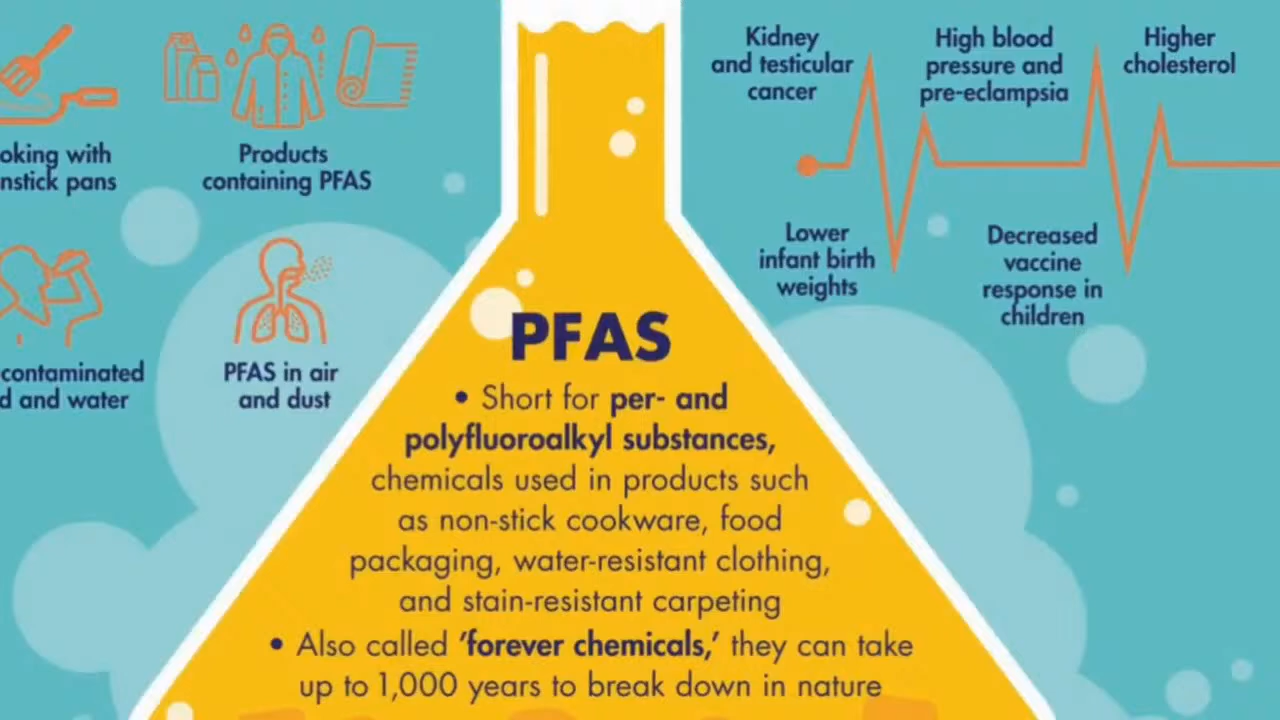 oking with
nstick pans
Products
containing PFAS
contaminated
d and water
PFAS in air
and dust
Kidney
and testicular
cancer
High blood
pressure and
pre-eclampsia
Higher
cholesterol
Lower
infant birth
weights
Decreased
vaccine
response in
children
PFAS
• Short for per- and
polyfluoroalkyl substances,
chemicals used in products such
as non-stick cookware, food
packaging, water-resistant clothing,
and stain-resistant carpeting
• Also called 'forever chemicals,' they can take
up to 1,000 years to break down in nature